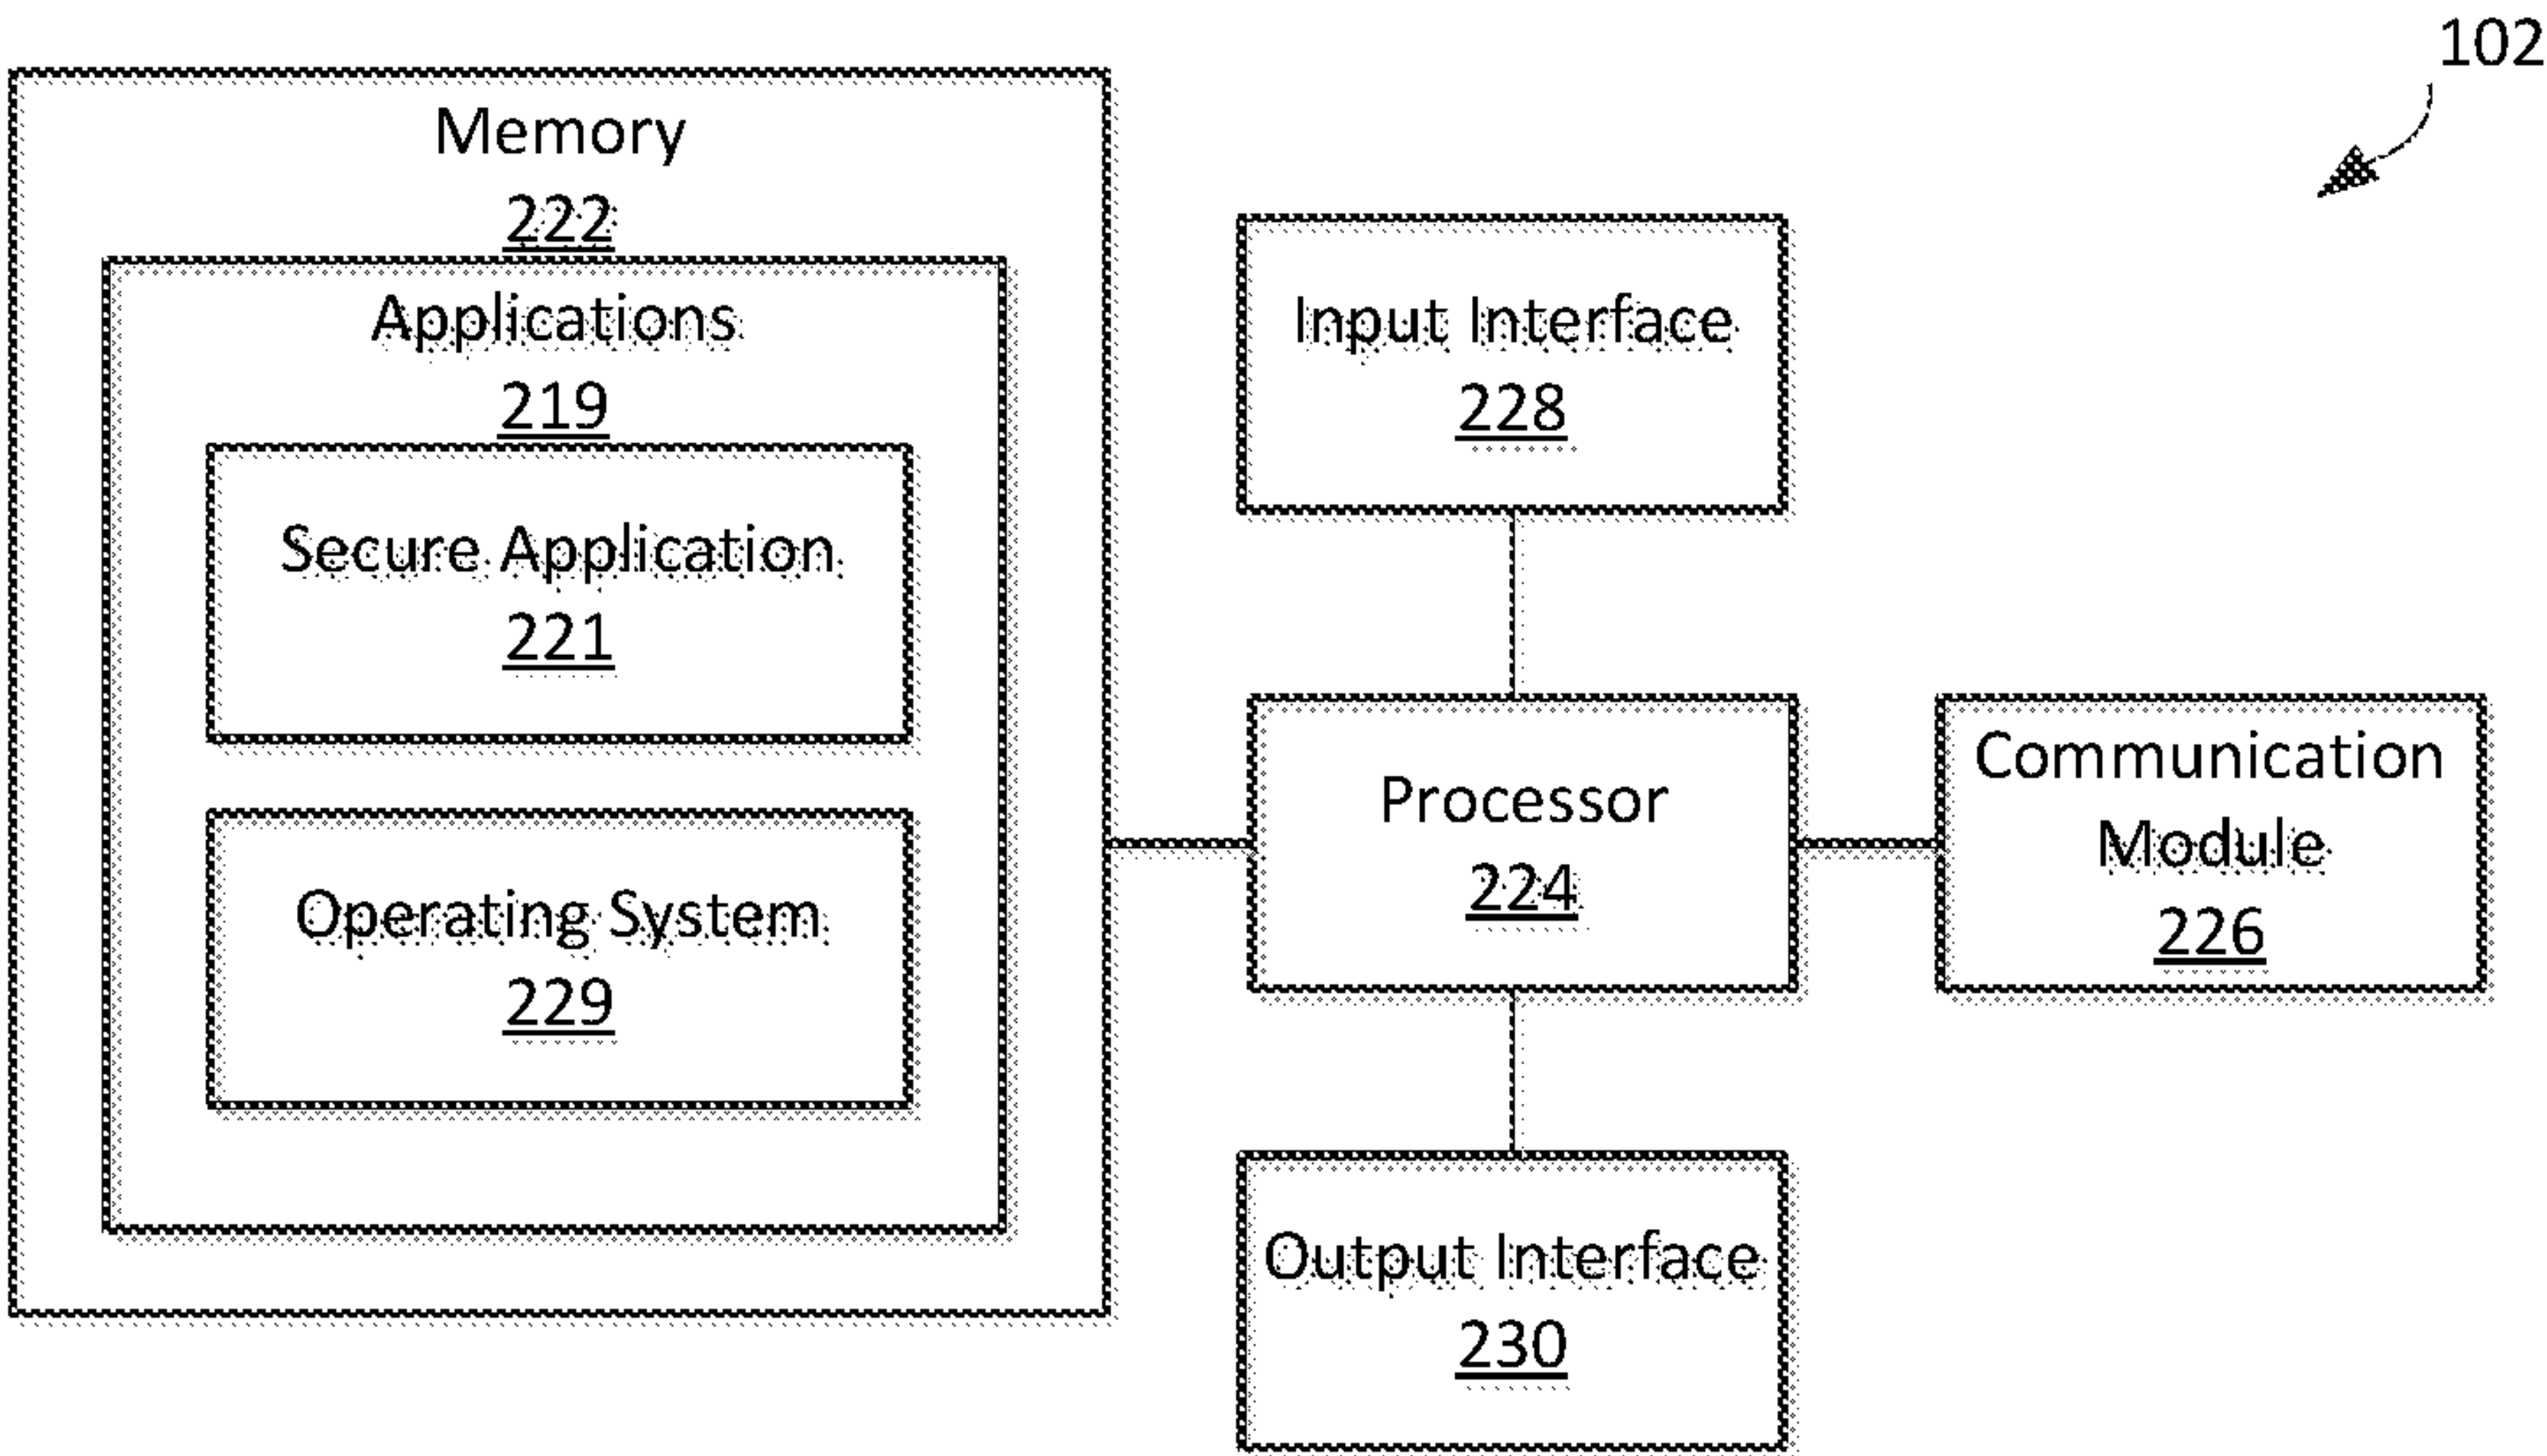 102
Memory
222
Applications
219
Secure Application
221
Operating System
229
Input Interface
228
Processor
224
Communication
Module
226
Output Interface
230